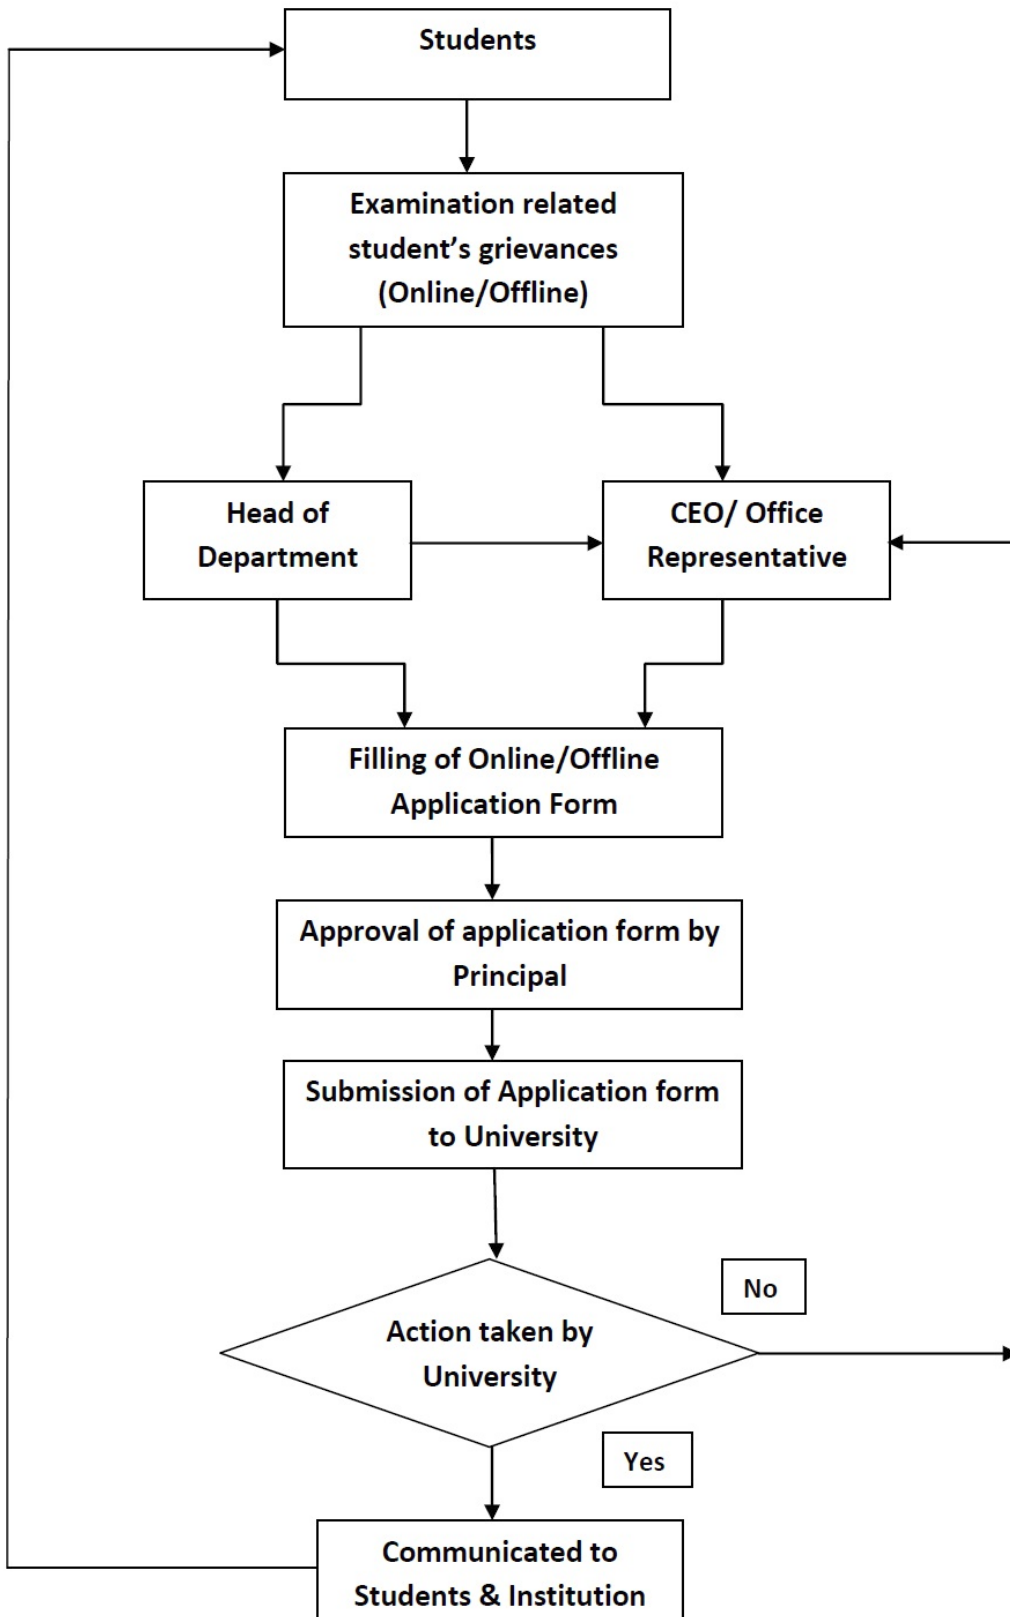 Students
Examination related
student's grievances
(Online/Offline)
Head of
Department
CEO/ Office
Representative
Filling of Online/Offline
Application Form
Approval of application form by
Principal
Submission of Application form
to University
No
Action taken by
University
Yes
Communicated to
Students & Institution